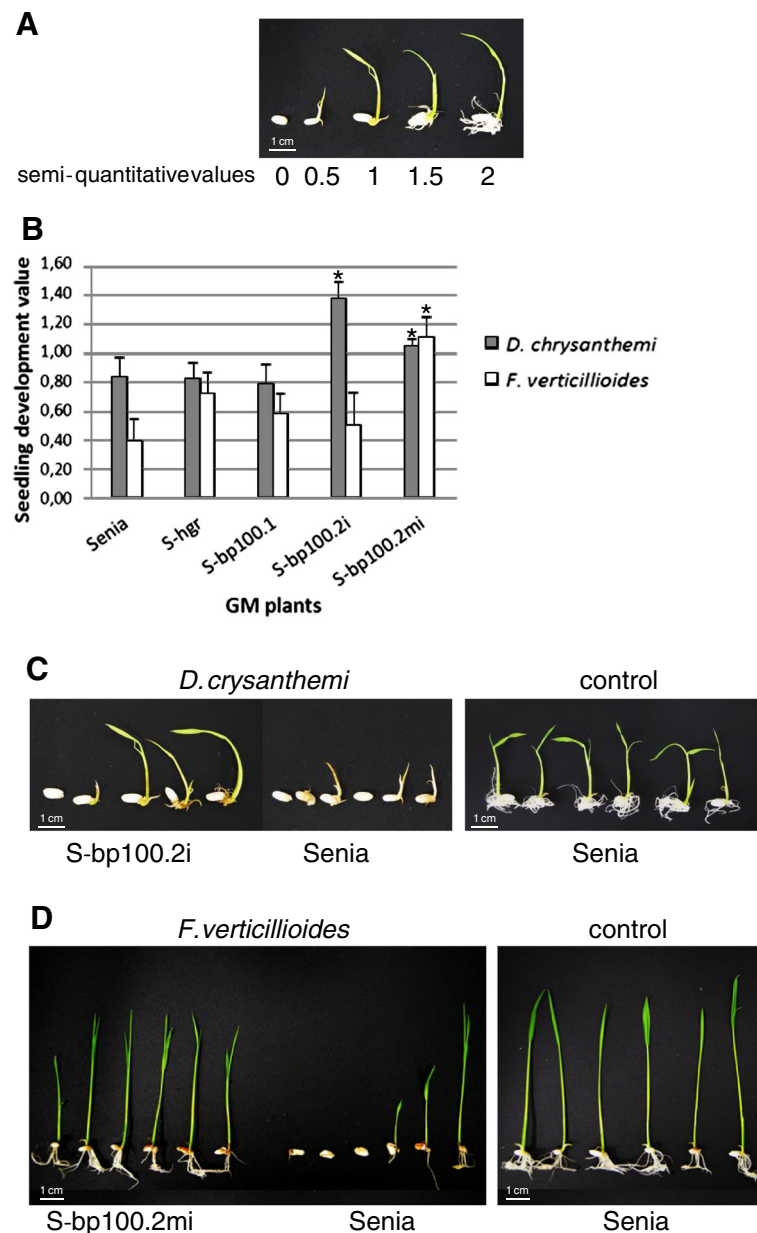 A
1 cm
semi-quantitativevalues 0 0.5 1 1.5 2
B
1,60
1,40
1,20
1,00
0,80
0,60
0,40
0,20
0,00
Seedling development value
* * *
D. chrysanthemi
F. verticillioides
Senia
S-hgr
S-bp100.1
S-bp100.2i
S-bp100.2mi
GM plants
C
D.crysanthemi control
1 cm 1 cm
S-bp100.2i Senia Senia
D
F.verticillioides control
1 cm 1 cm
S-bp100.2mi Senia Senia